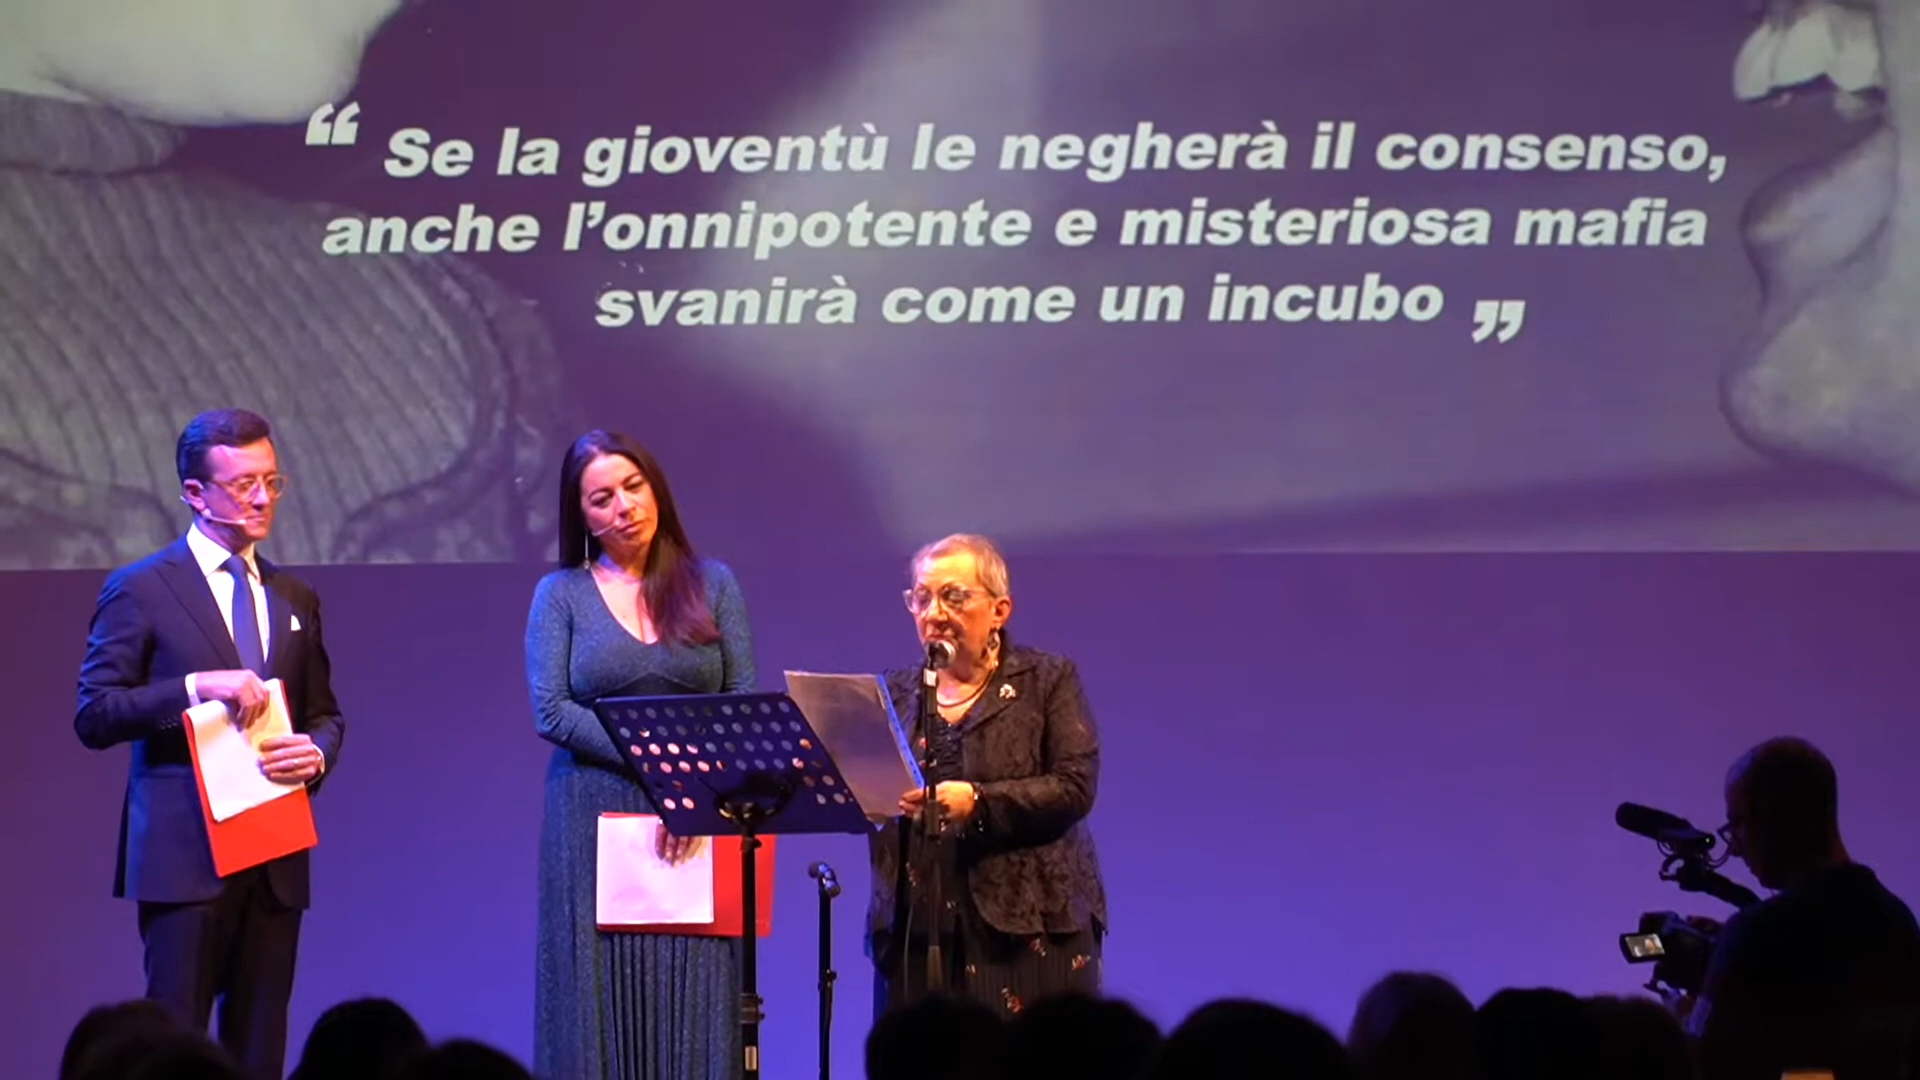 “ Se la gioventù le negherà il consenso,
anche l’onnipotente e misteriosa mafia
svanirà come un incubo „